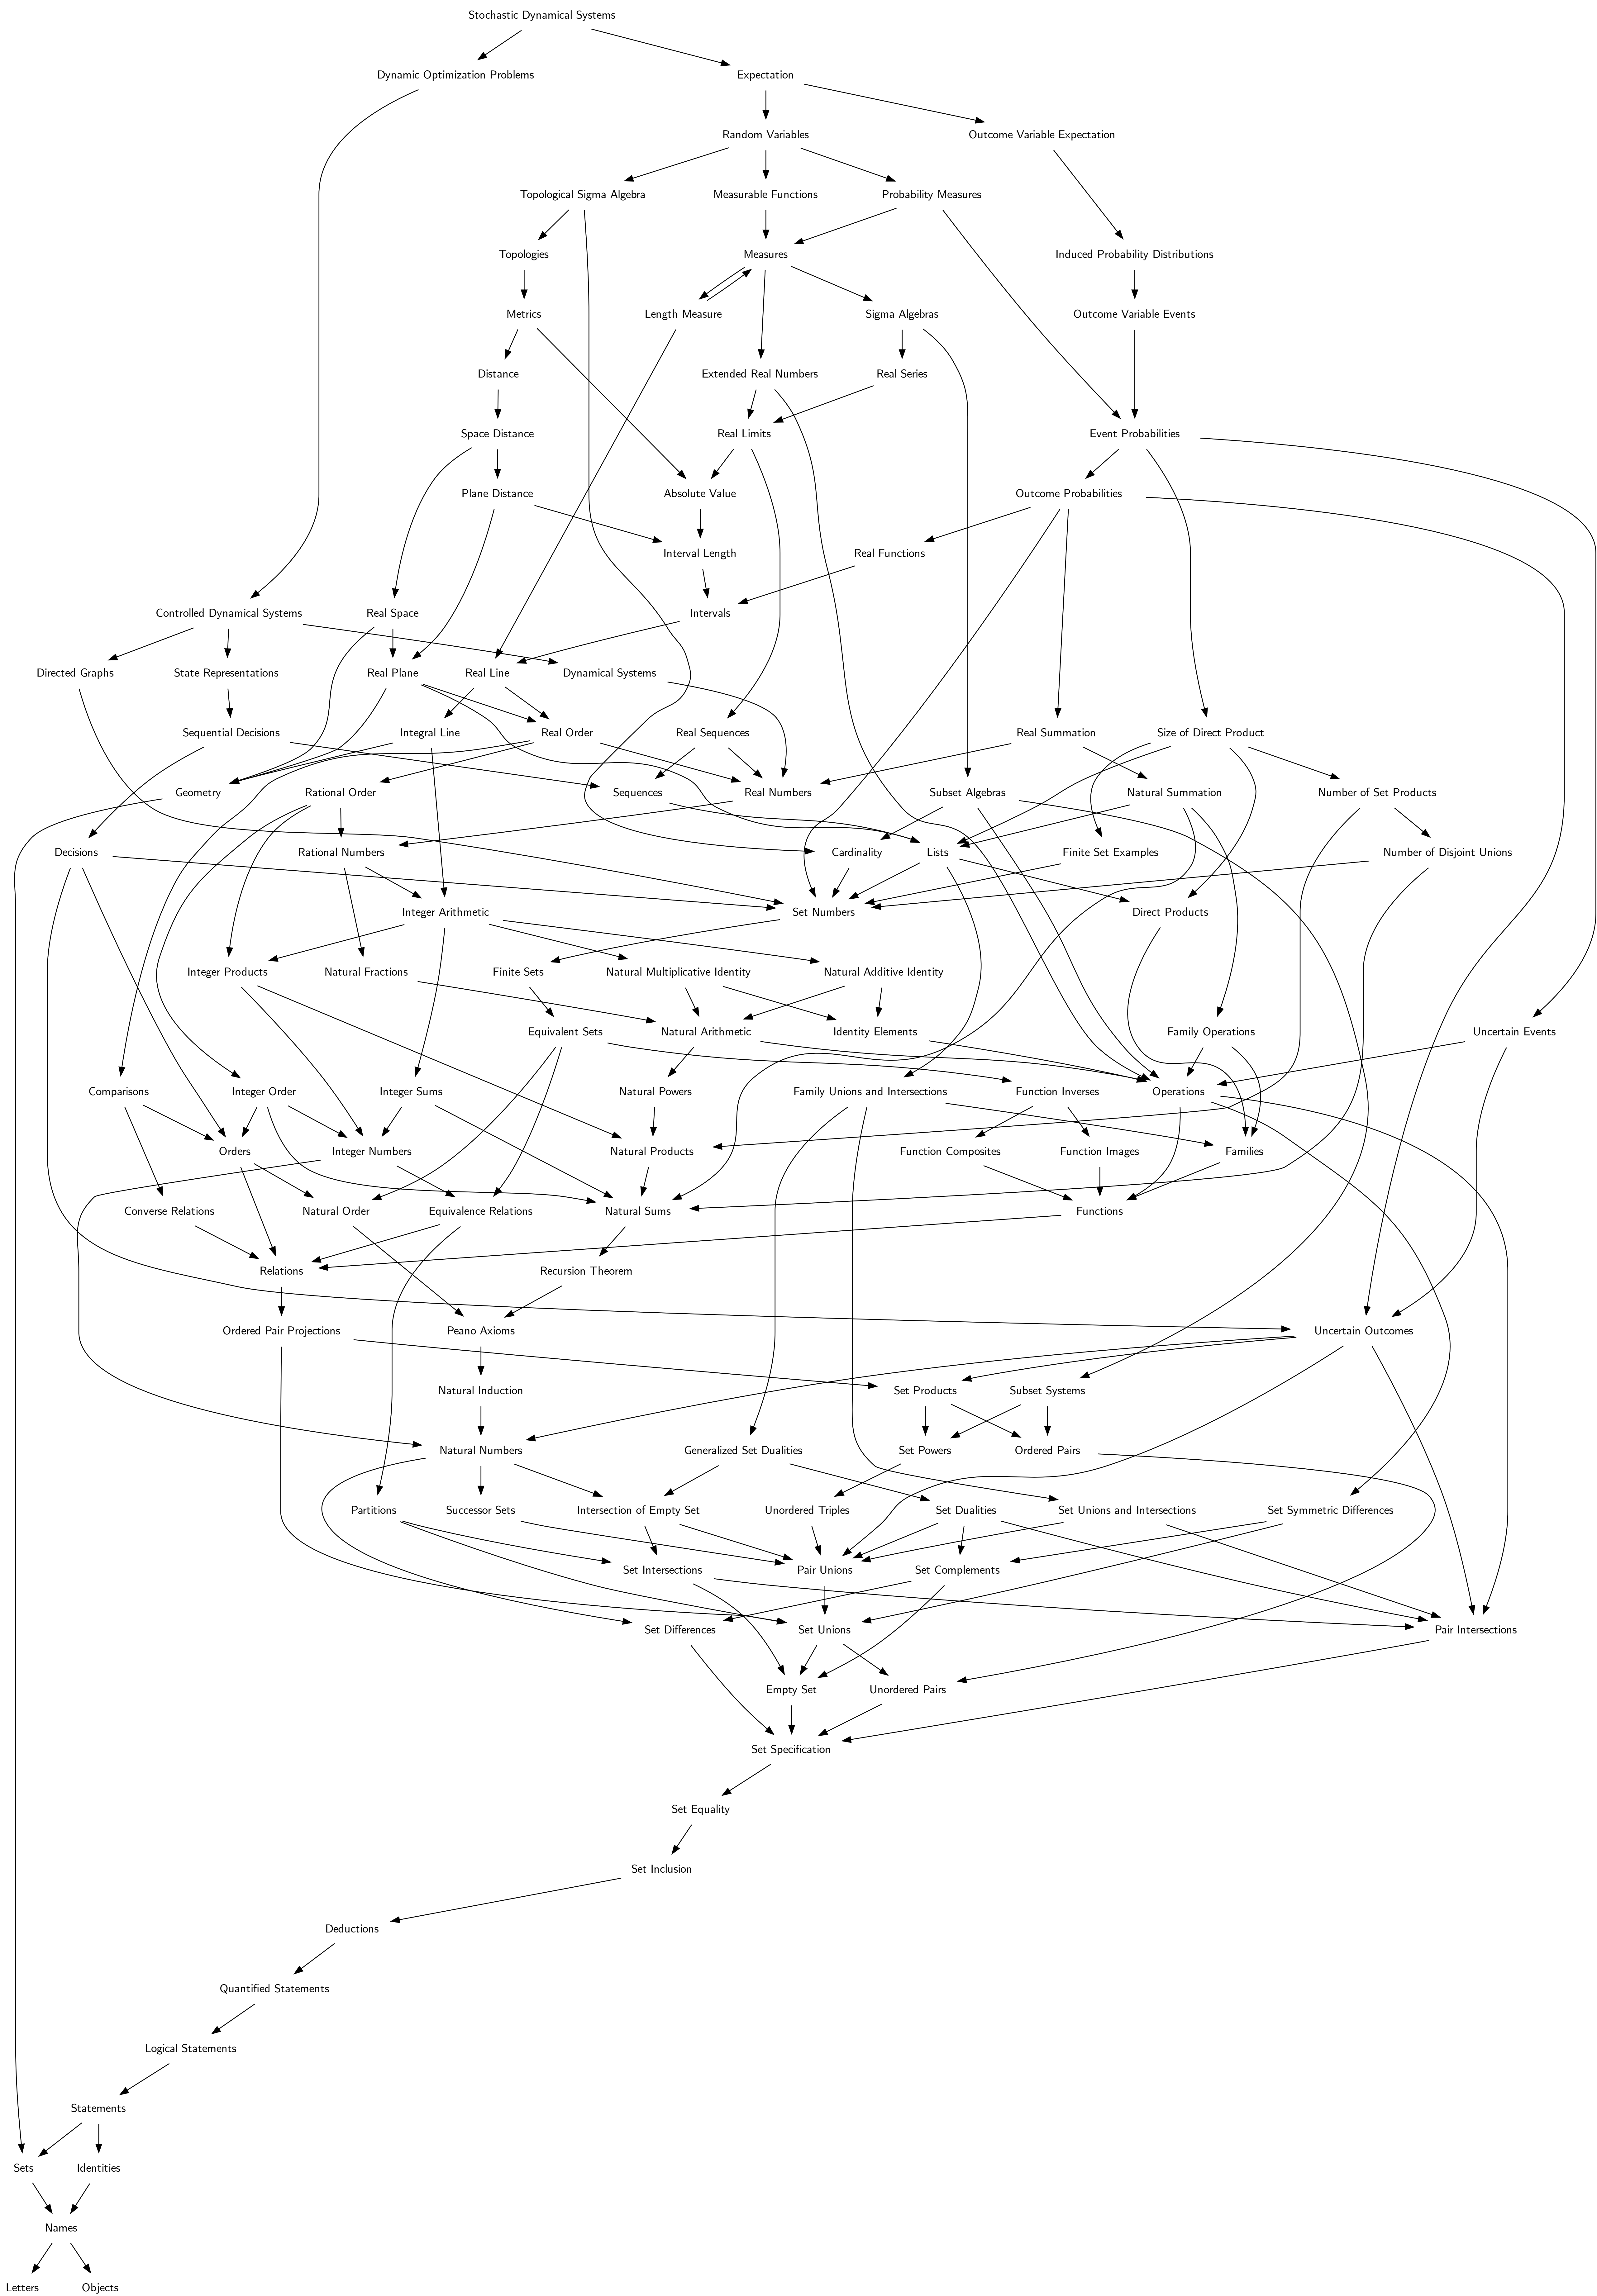 Stochastic Dynamical Systems
Dynamic Optimization Problems
Expectation
Random Variables
Outcome Variable Expectation
Topological Sigma Algebra
Measurable Functions
Probability Measures
Topologies
Measures
Induced Probability Distributions
Metrics
Length Measure
Sigma Algebras
Outcome Variable Events
Distance
Extended Real Numbers
Real Series
Space Distance
Real Limits
Event Probabilities
Plane Distance
Absolute Value
Outcome Probabilities
Interval Length
Real Functions
Controlled Dynamical Systems
Real Space
Intervals
Directed Graphs
State Representations
Real Plane
Real Line
Dynamical Systems
Sequential Decisions
Integral Line
Real Order
Real Sequences
Real Summation
Size of Direct Product
Geometry
Rational Order
Sequences
Real Numbers
Subset Algebras
Natural Summation
Number of Set Products
Decisions
Rational Numbers
Cardinality
Lists
Finite Set Examples
Number of Disjoint Unions
Integer Arithmetic
Set Numbers
Direct Products
Integer Products
Natural Fractions
Finite Sets
Natural Multiplicative Identity
Natural Additive Identity
Equivalent Sets
Natural Arithmetic
Identity Elements
Family Operations
Uncertain Events
Comparisons
Integer Order
Integer Sums
Natural Powers
Family Unions and Intersections
Function Inverses
Operations
Orders
Integer Numbers
Natural Products
Function Composites
Function Images
Families
Converse Relations
Natural Order
Equivalence Relations
Natural Sums
Functions
Relations
Recursion Theorem
Ordered Pair Projections
Peano Axioms
Uncertain Outcomes
Natural Induction
Set Products
Subset Systems
Natural Numbers
Generalized Set Dualities
Set Powers
Ordered Pairs
Partitions
Successor Sets
Intersection of Empty Set
Unordered Triples
Set Dualities
Set Unions and Intersections
Set Symmetric Differences
Set Intersections
Pair Unions
Set Complements
Set Differences
Set Unions
Pair Intersections
Empty Set
Unordered Pairs
Set Specification
Set Equality
Set Inclusion
Deductions
Quantified Statements
Logical Statements
Statements
Sets
Identities
Names
Letters
Objects